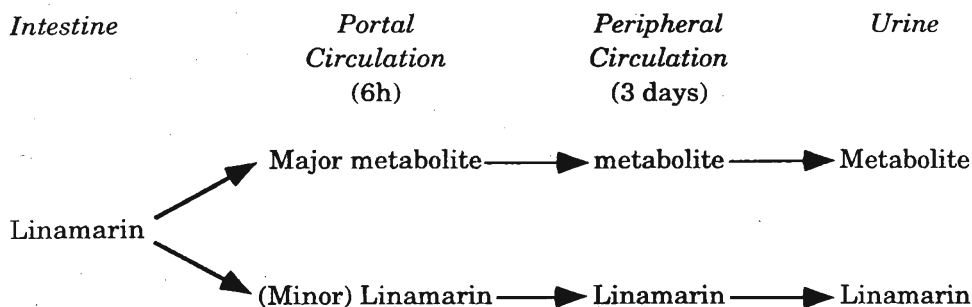 Intestine Portal Peripheral Urine
Circulation Circulation
(6h) (3 days)
Major metabolite metabolite Metabolite
Linamarin
(Minor) Linamarin Linamarin Linamarin